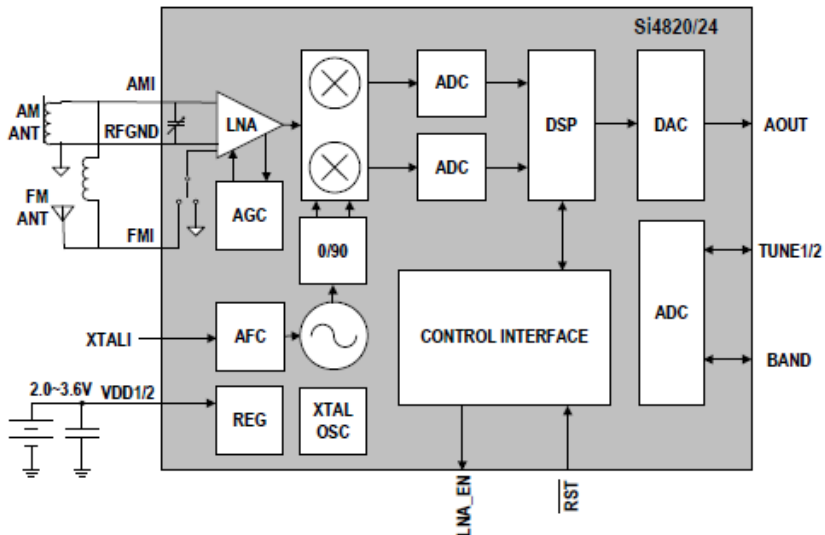 Si4820/24
AMI
AM
ANT
RFGND
LNA
ADC
ADC
DSP
DAC
AOUT
FM
ANT
FMI
AGC
0/90
TUNE1/2
ADC
CONTROL INTERFACE
BAND
XTALI
AFC
2.0~3.6V
VDD1/2
REG
XTAL
OSC
LNA_EN
RST